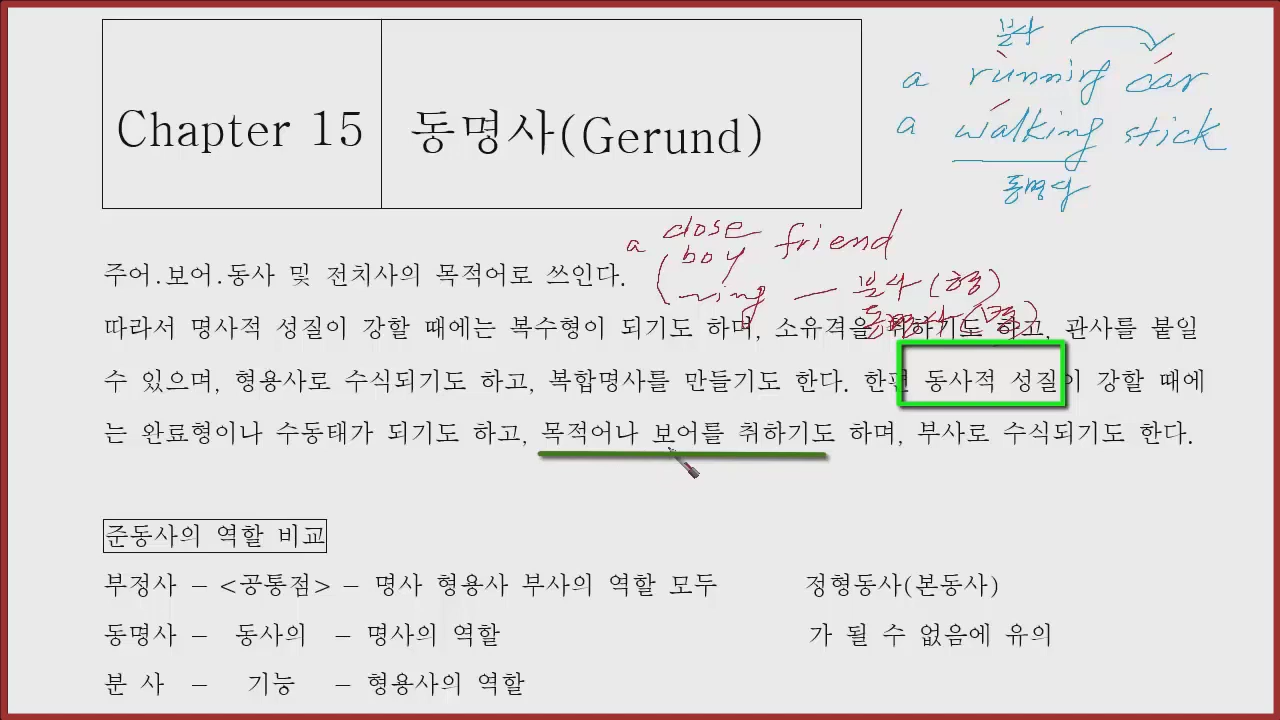 분사
a running car
a walking stick
동명사
Chapter 15 동명사(Gerund)
a close friend
boy
ning — 분사(형)
동명사(명)
주어.보어.동사 및 전치사의 목적어로 쓰인다.
따라서 명사적 성질이 강할 때에는 복수형이 되기도 하며, 소유격을 취하기도 하고, 관사를 붙일
수 있으며, 형용사로 수식되기도 하고, 복합명사를 만들기도 한다. 한편 동사적 성질이 강할 때에
는 완료형이나 수동태가 되기도 하고, 목적어나 보어를 취하기도 하며, 부사로 수식되기도 한다.
준동사의 역할 비교
부정사 – <공통점> – 명사 형용사 부사의 역할 모두 정형동사(본동사)
동명사 – 동사의 – 명사의 역할 가 될 수 없음에 유의
분 사 – 기능 – 형용사의 역할